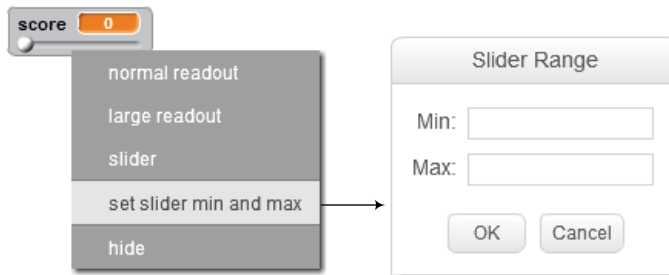 score 0
normal readout
large readout
slider
set slider min and max
hide
Slider Range
Min:
Max:
OK Cancel